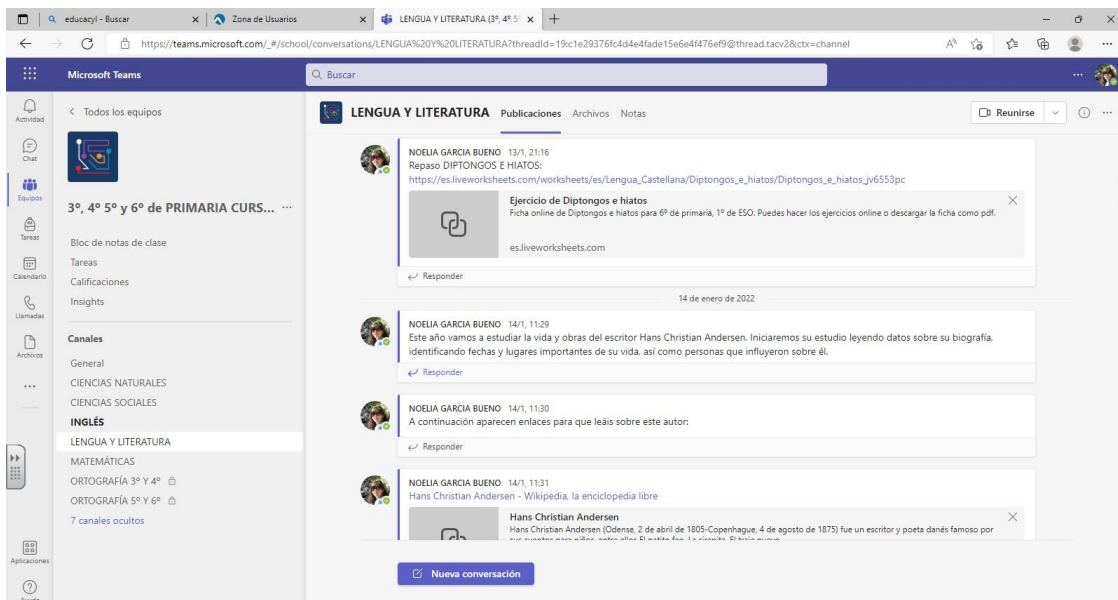 educacyl - Buscar
Zona de Usuarios
LENGUA Y LITERATURA (3º, 4º 5º
https://teams.microsoft.com/_#/school/conversations/LENGUA%20Y%20LITERATURA?threadId=19:c1e29376fc4d4e4fade15e6e4f476ef9@thread.tacv2&ctx=channel
Microsoft Teams
Buscar
Actividad
Chat
Equipos
Tareas
Calendario
Llamadas
Archivos
Aplicaciones
Todos los equipos
3º, 4º 5º y 6º de PRIMARIA CURS...
Bloc de notas de clase
Tareas
Calificaciones
Insights
Canales
General
CIENCIAS NATURALES
CIENCIAS SOCIALES
INGLÉS
LENGUA Y LITERATURA
MATEMÁTICAS
ORTOGRAFÍA 3º Y 4º
ORTOGRAFÍA 5º Y 6º
7 canales ocultos
LENGUA Y LITERATURA Publicaciones Archivos Notas
Reunirse
NOELIA GARCIA BUENO 13/1, 21:16
Repaso DIPTONGOS E HIATOS:
https://es.liveworksheets.com/worksheets/es/Lengua_Castellana/Diptongos_e_hiatos/Diptongos_e_hiatos_jv6553pc
Ejercicio de Diptongos e hiatos
Ficha online de Diptongos e hiatos para 6º de primaria, 1º de ESO. Puedes hacer los ejercicios online o descargar la ficha como pdf.
es.liveworksheets.com
Responder
14 de enero de 2022
NOELIA GARCIA BUENO 14/1, 11:29
Este año vamos a estudiar la vida y obras del escritor Hans Christian Andersen. Iniciaremos su estudio leyendo datos sobre su biografía,
identificando fechas y lugares importantes de su vida, así como personas que influyeron sobre él.
Responder
NOELIA GARCIA BUENO 14/1, 11:30
A continuación aparecen enlaces para que leáis sobre este autor:
Responder
NOELIA GARCIA BUENO 14/1, 11:31
Hans Christian Andersen - Wikipedia, la enciclopedia libre
Hans Christian Andersen
Hans Christian Andersen (Odense, 2 de abril de 1805-Copenhague, 4 de agosto de 1875) fue un escritor y poeta danés famoso por
Nueva conversación